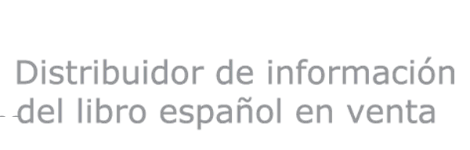 Distribuidor de información
del libro español en venta